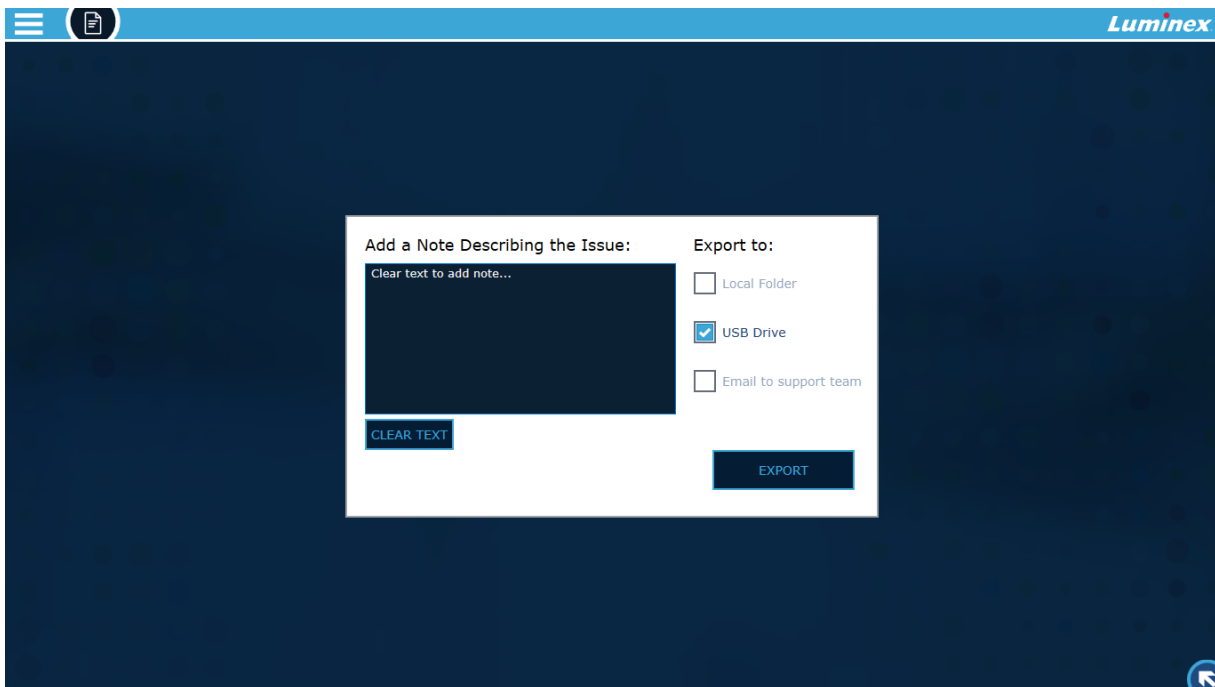 Luminex
Add a Note Describing the Issue:
Clear text to add note...
CLEAR TEXT
Export to:
Local Folder
USB Drive
Email to support team
EXPORT